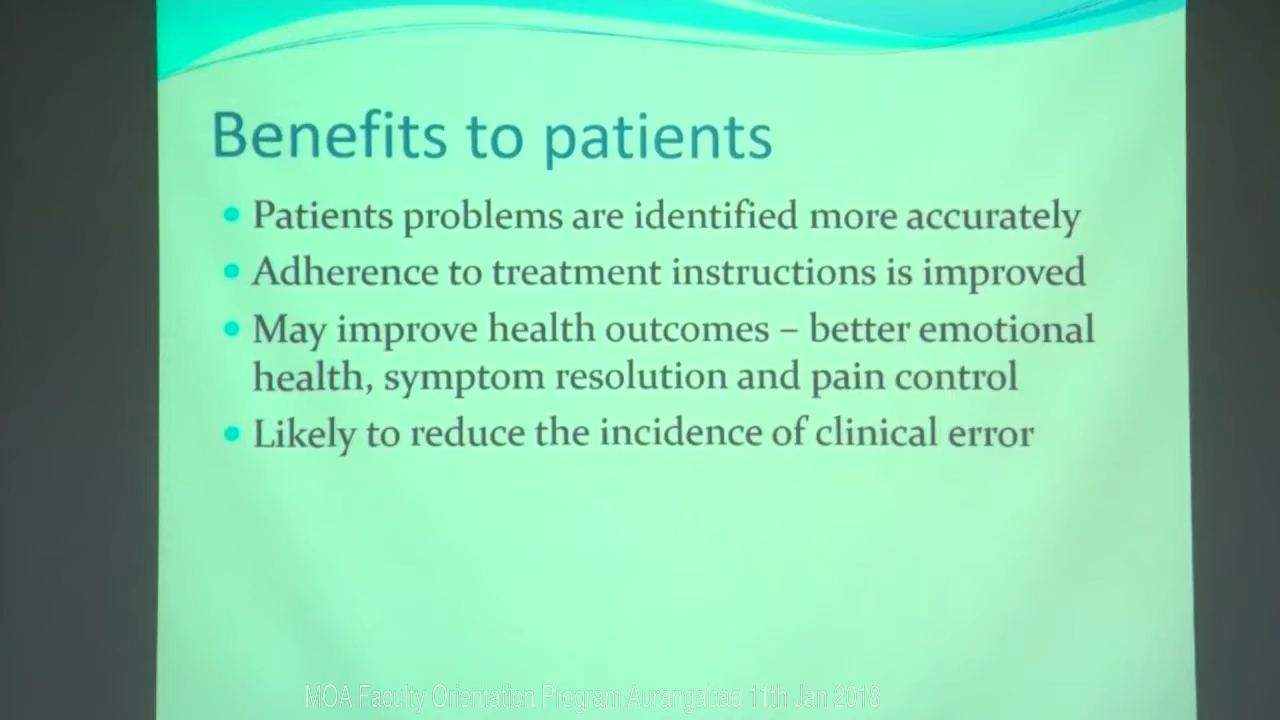 Benefits to patients
• Patients problems are identified more accurately
• Adherence to treatment instructions is improved
• May improve health outcomes – better emotional
health, symptom resolution and pain control
• Likely to reduce the incidence of clinical error
MOA Faculty Orientation Program Aurangabad 11th Jan 2018